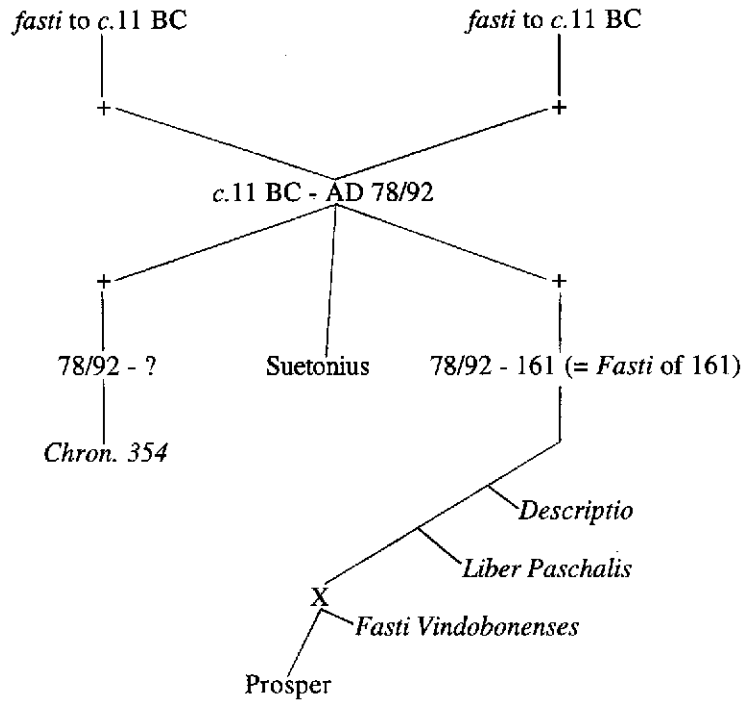 fasti to c.11 BC fasti to c.11 BC
+ +
c.11 BC - AD 78/92
+ +
78/92 - ? Suetonius 78/92 - 161 (= Fasti of 161)
Chron. 354
Descriptio
Liber Paschalis
X
Fasti Vindobonenses
Prosper